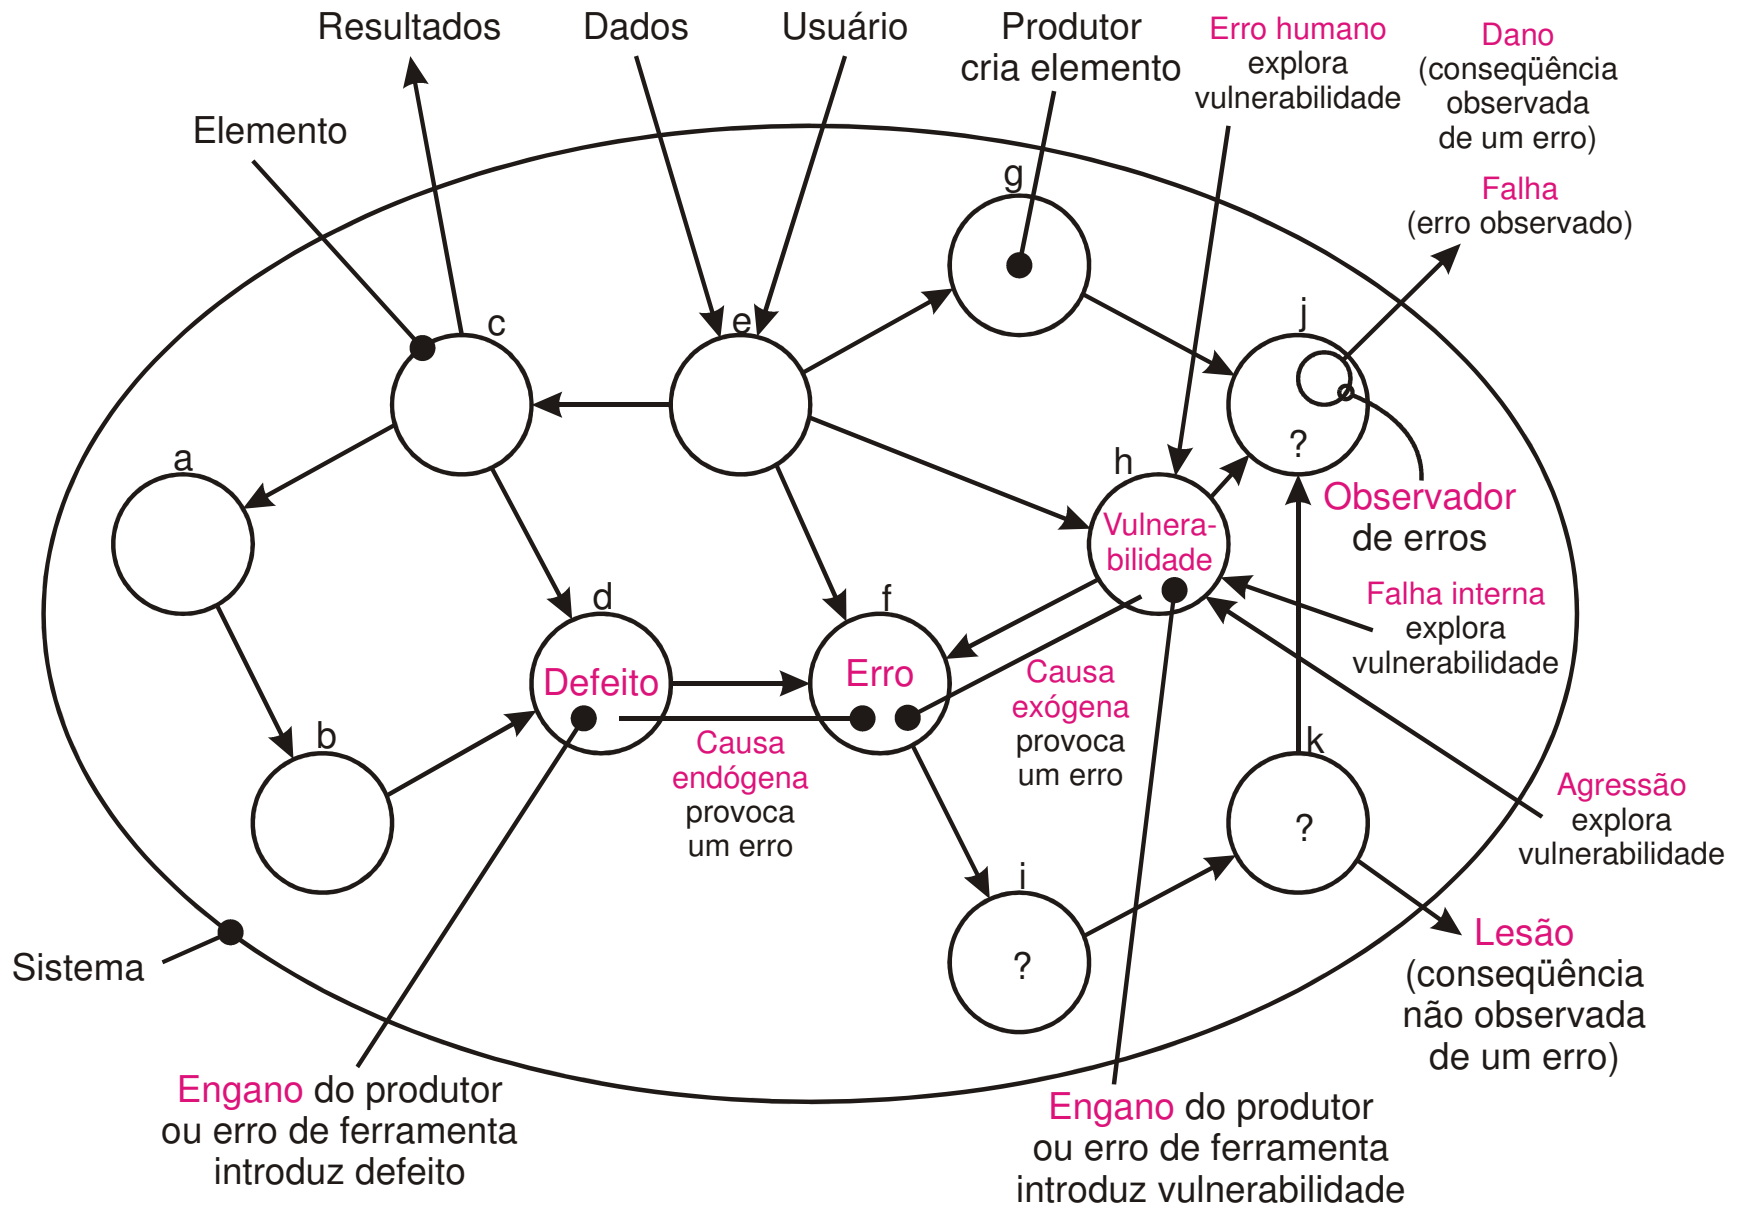 Resultados
Dados
Usuário
Produtor
cria elemento
Erro humano
explora
vulnerabilidade
Dano
(conseqüência
observada
de um erro)
Falha
(erro observado)
Elemento
g
c
e
j
?
a
h
Vulnera-
bilidade
Observador
de erros
Falha interna
explora
vulnerabilidade
d
Defeito
f
Erro
Causa
exógena
provoca
um erro
Causa
endógena
provoca
um erro
b
k
?
Agressão
explora
vulnerabilidade
i
?
Lesão
(conseqüência
não observada
de um erro)
Sistema
Engano do produtor
ou erro de ferramenta
introduz defeito
Engano do produtor
ou erro de ferramenta
introduz vulnerabilidade